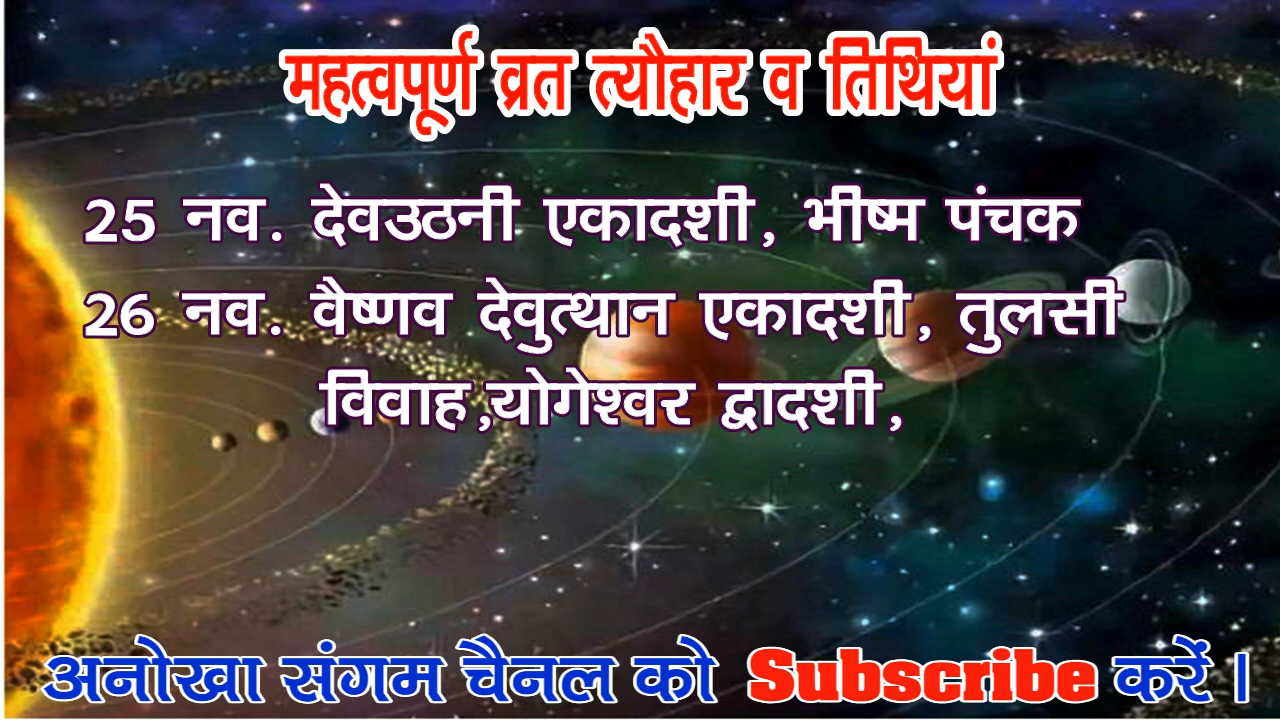 महत्वपूर्ण व्रत त्यौहार व तिथियां
25 नव. देवउठनी एकादशी, भीष्म पंचक
26 नव. वैष्णव देवुत्थान एकादशी, तुलसी
विवाह,योगेश्वर द्वादशी,
अनोखा संगम चैनल को Subscribe करें ।